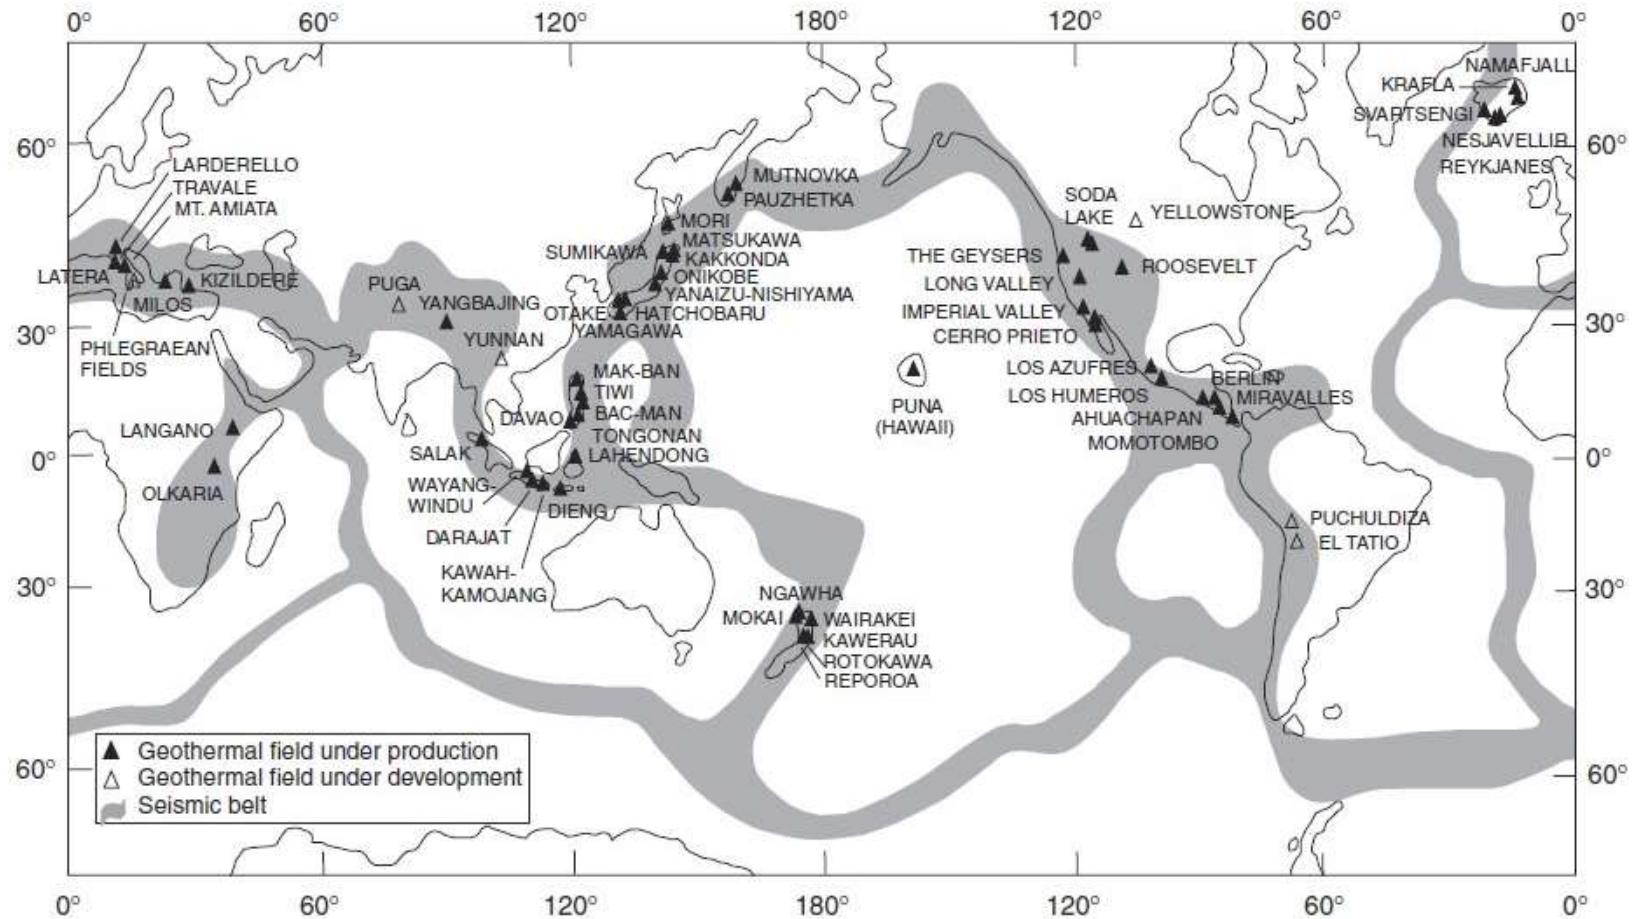 0° 60° 120° 180° 120° 60° 0°
NAMAFJALL
KRAFLA
SVARTSENGI
60° NESJAVELLIR 60°
REYKJANES
LARDERELLO
TRAVALE
MT. AMIATA
MUTNOVKA
PAUZHETKA
SODA
LAKE
YELLOWSTONE
MORI
MATSUKAWA
SUMIKAWA
KAKKONDA
THE GEYSERS
ROOSEVELT
LATERA
KIZILDERE
PUGA
ONIKOBE
LONG VALLEY
MILOS
YANGBAJING
YANAIZU-NISHIYAMA
OTAKE
HATCHOBARU
IMPERIAL VALLEY
30° 30°
YUNNAN
YAMAGAWA
CERRO PRIETO
PHLEGRAEAN
FIELDS
MAK-BAN
LOS AZUFRES
BERLIN
TIWI
LOS HUMEROS
MIRAVALLES
PUNA
(HAWAII)
LANGANO
DAVAO
BAC-MAN
AHUACHAPAN
TONGONAN
MOMOTOMBO
0° SALAK LAHENDONG 0°
OLKARIA
WAYANG-
WINDU
DIENG
PUCHULDIZA
DARAJAT
EL TATIO
KAWAH-
KAMOJANG
30° 30°
NGAWHA
MOKAI
WAIRAKEI
KAWERAU
ROTOKAWA
REPOROA
Geothermal field under production
60° Geothermal field under development 60°
Seismic belt
0° 60° 120° 180° 120° 60° 0°